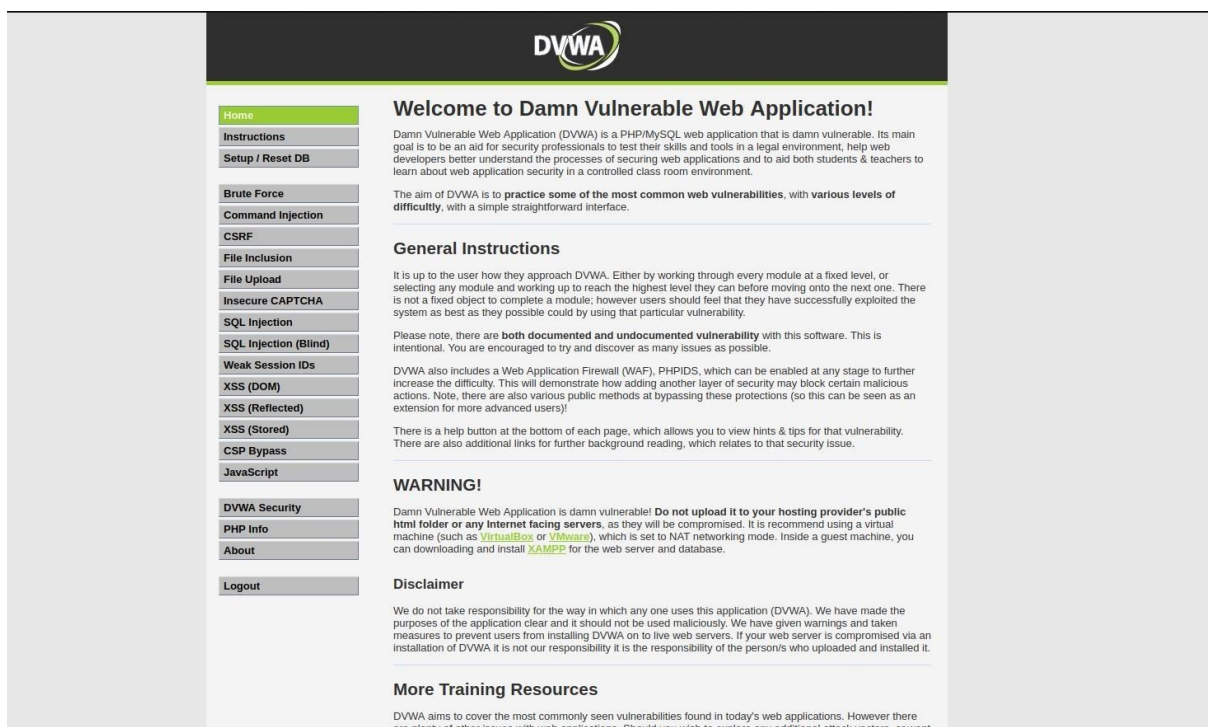 DVWA
Home
Instructions
Setup / Reset DB
Brute Force
Command Injection
CSRF
File Inclusion
File Upload
Insecure CAPTCHA
SQL Injection
SQL Injection (Blind)
Weak Session IDs
XSS (DOM)
XSS (Reflected)
XSS (Stored)
CSP Bypass
JavaScript
DVWA Security
PHP Info
About
Logout
Welcome to Damn Vulnerable Web Application!
Damn Vulnerable Web Application (DVWA) is a PHP/MySQL web application that is damn vulnerable. Its main
goal is to be an aid for security professionals to test their skills and tools in a legal environment, help web
developers better understand the processes of securing web applications and to aid both students & teachers to
learn about web application security in a controlled class room environment.
The aim of DVWA is to practice some of the most common web vulnerabilities, with various levels of
difficultly, with a simple straightforward interface.
General Instructions
It is up to the user how they approach DVWA. Either by working through every module at a fixed level, or
selecting any module and working up to reach the highest level they can before moving onto the next one. There
is not a fixed object to complete a module; however users should feel that they have successfully exploited the
system as best as they possible could by using that particular vulnerability.
Please note, there are both documented and undocumented vulnerability with this software. This is
intentional. You are encouraged to try and discover as many issues as possible.
DVWA also includes a Web Application Firewall (WAF), PHPIDS, which can be enabled at any stage to further
increase the difficulty. This will demonstrate how adding another layer of security may block certain malicious
actions. Note, there are also various public methods at bypassing these protections (so this can be seen as an
extension for more advanced users)!
There is a help button at the bottom of each page, which allows you to view hints & tips for that vulnerability.
There are also additional links for further background reading, which relates to that security issue.
WARNING!
Damn Vulnerable Web Application is damn vulnerable! Do not upload it to your hosting provider's public
html folder or any Internet facing servers, as they will be compromised. It is recommend using a virtual
machine (such as VirtualBox or VMware), which is set to NAT networking mode. Inside a guest machine, you
can downloading and install XAMPP for the web server and database.
Disclaimer
We do not take responsibility for the way in which any one uses this application (DVWA). We have made the
purposes of the application clear and it should not be used maliciously. We have given warnings and taken
measures to prevent users from installing DVWA on to live web servers. If your web server is compromised via an
installation of DVWA it is not our responsibility it is the responsibility of the person/s who uploaded and installed it.
More Training Resources
DVWA aims to cover the most commonly seen vulnerabilities found in today's web applications. However there